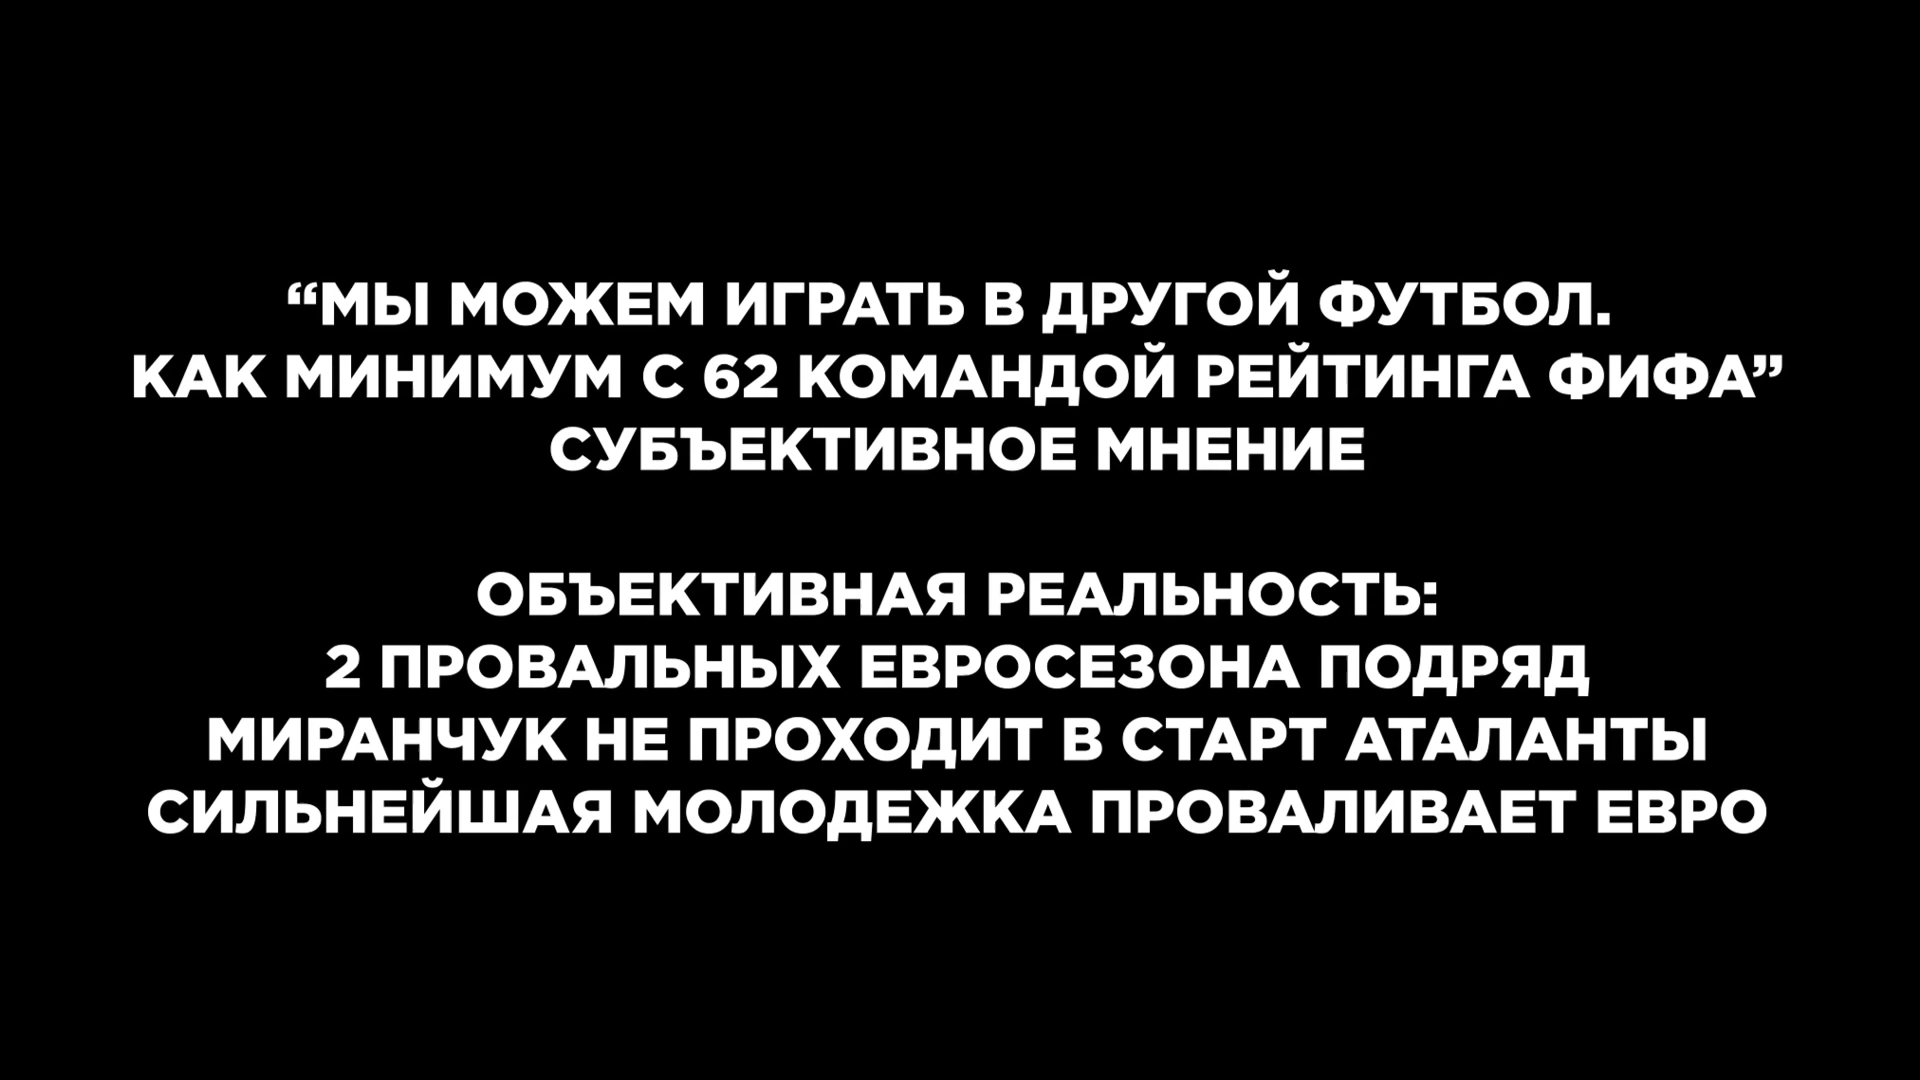 “МЫ МОЖЕМ ИГРАТЬ В ДРУГОЙ ФУТБОЛ.
КАК МИНИМУМ С 62 КОМАНДОЙ РЕЙТИНГА ФИФА”
СУБЪЕКТИВНОЕ МНЕНИЕ
ОБЪЕКТИВНАЯ РЕАЛЬНОСТЬ:
2 ПРОВАЛЬНЫХ ЕВРОСЕЗОНА ПОДРЯД
МИРАНЧУК НЕ ПРОХОДИТ В СТАРТ АТАЛАНТЫ
СИЛЬНЕЙШАЯ МОЛОДЕЖКА ПРОВАЛИВАЕТ ЕВРО